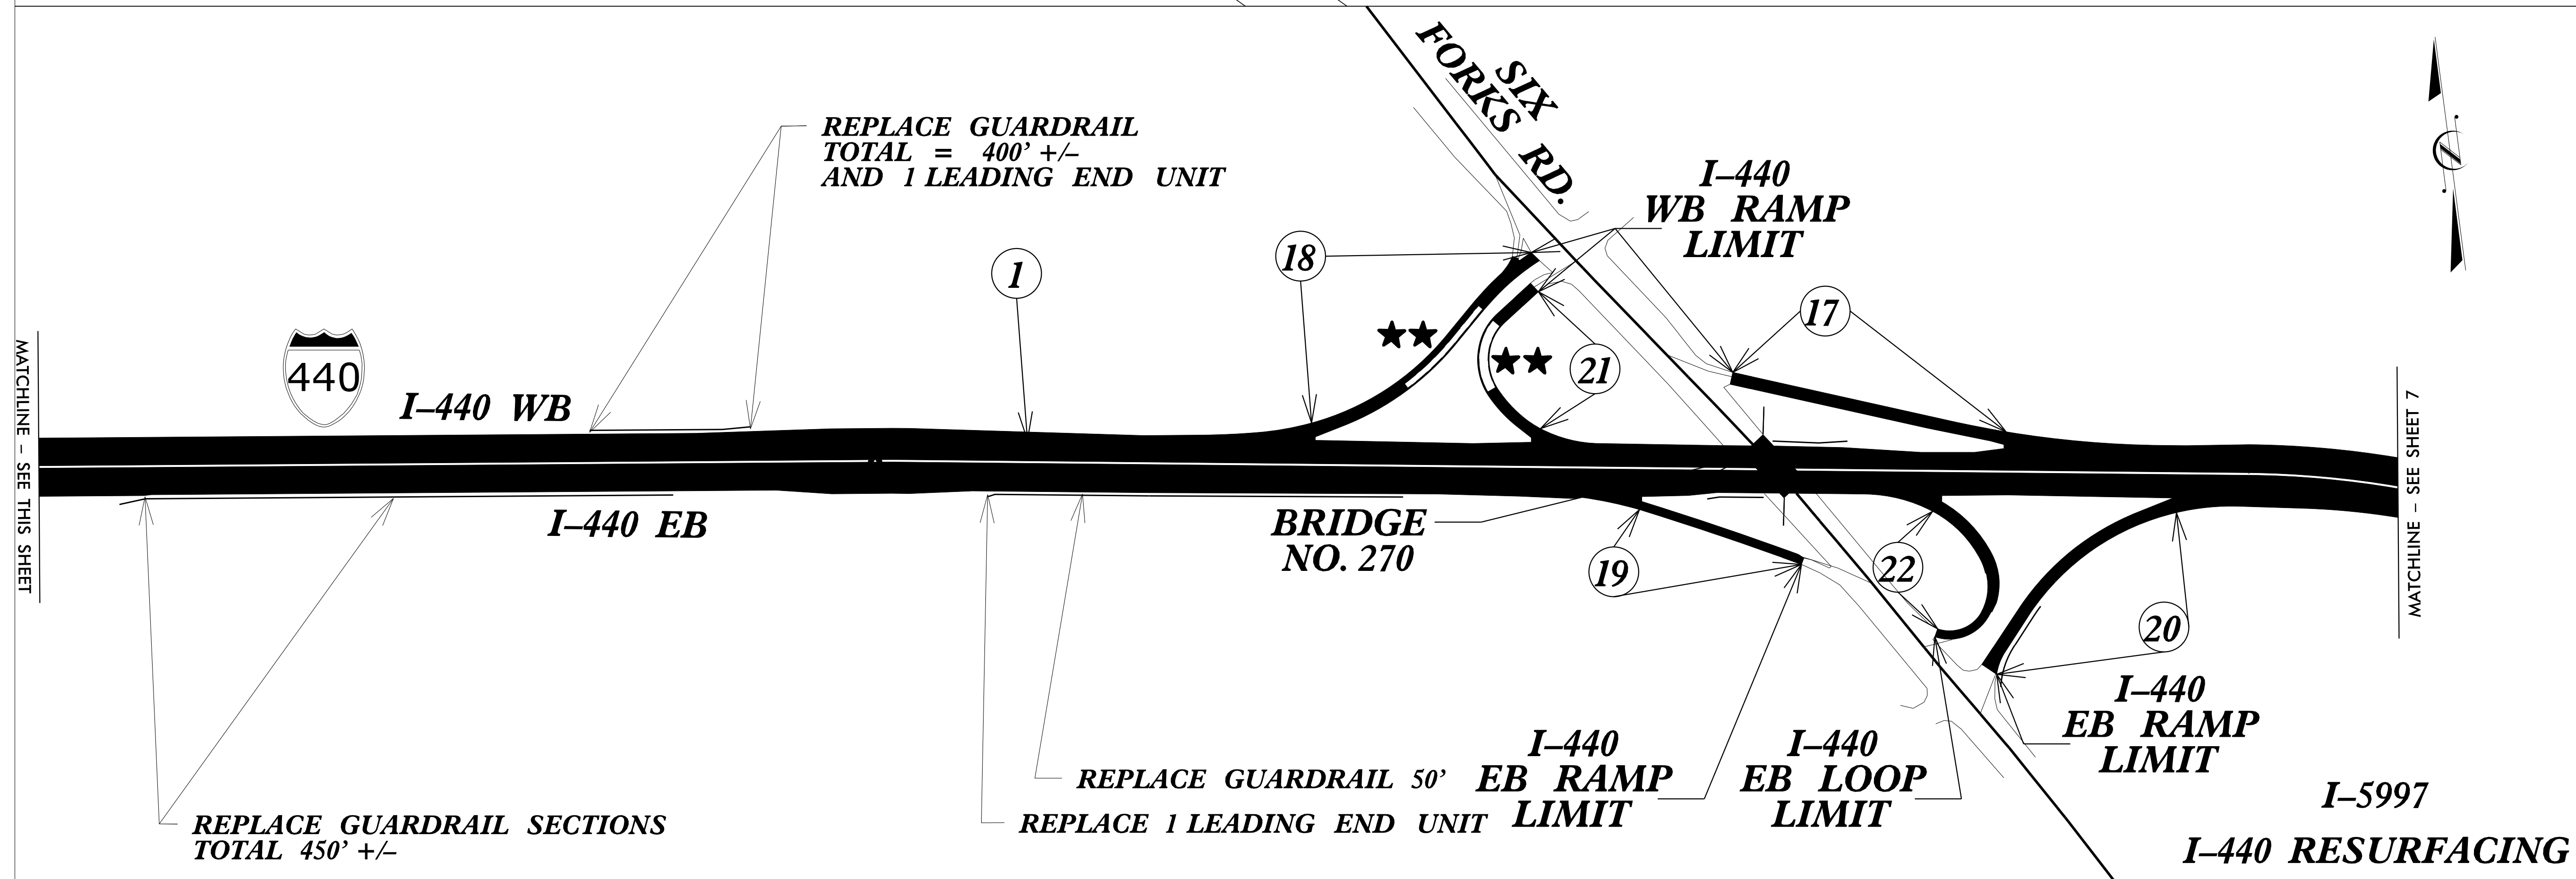 SIX
FORKS RD.
REPLACE GUARDRAIL
TOTAL = 400' +/–
AND 1 LEADING END UNIT
I–440
WB RAMP
LIMIT
N
1
18
17
21
440
I–440 WB
MATCHLINE – SEE THIS SHEET
MATCHLINE – SEE SHEET 7
I–440 EB
BRIDGE
NO. 270
19
22
20
I–440
EB RAMP
LIMIT
I–440
EB RAMP
LIMIT
I–440
EB LOOP
LIMIT
REPLACE GUARDRAIL 50'
REPLACE 1 LEADING END UNIT
REPLACE GUARDRAIL SECTIONS
TOTAL 450' +/–
I–5997
I–440 RESURFACING